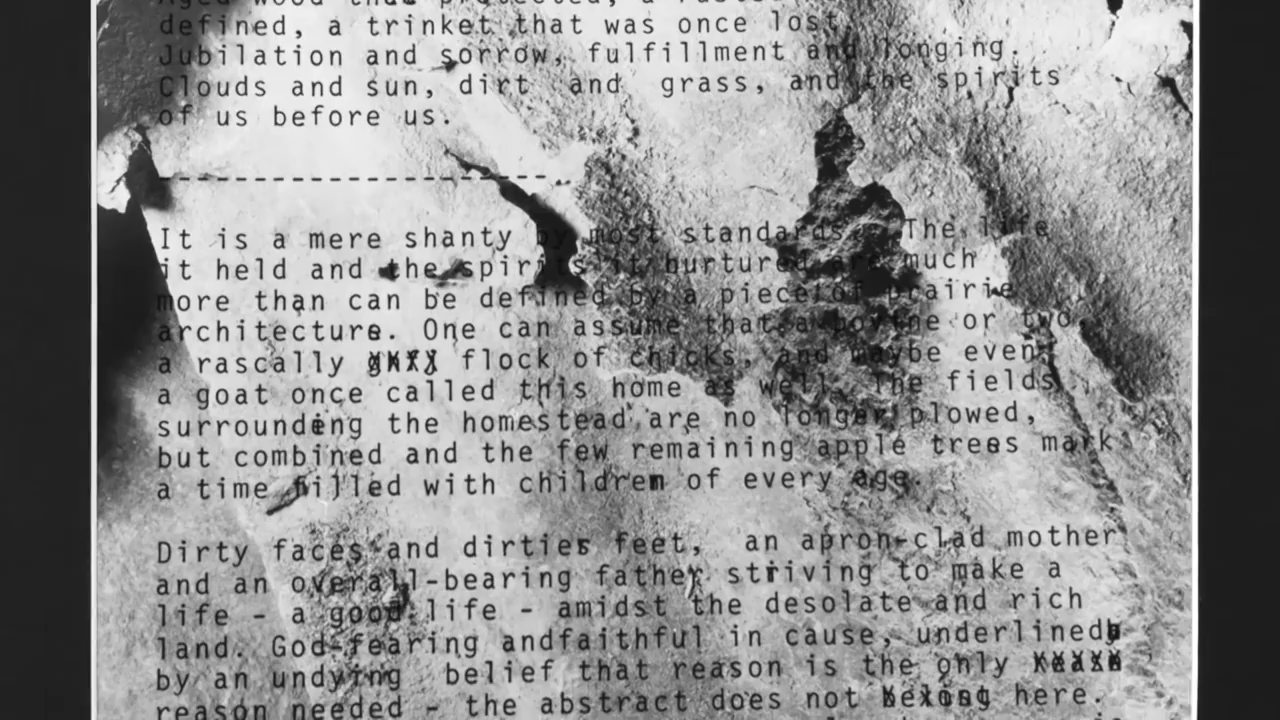 Aged wood that protected, a rusted
defined, a trinket that was once lost
Jubilation and sorrow, fulfillment and longing.
Clouds and sun, dirt and grass, and the spirits
of us before us.
---------------------------
It is a mere shanty by most standards. The life
it held and the spirits it nurtured are much
more than can be defined by a piece of prairie
architecture. One can assume that a bovine or two,
a rascally flock of chicks, and maybe even
a goat once called this home as well. The fields
surrounding the homestead are no longer plowed,
but combined and the few remaining apple trees mark
a time filled with children of every age.
Dirty faces and dirtier feet, an apron-clad mother
and an overall-bearing father striving to make a
life - a good life - amidst the desolate and rich
land. God-fearing andfaithful in cause, underlined
by an undying belief that reason is the only
reason needed - the abstract does not belong here.